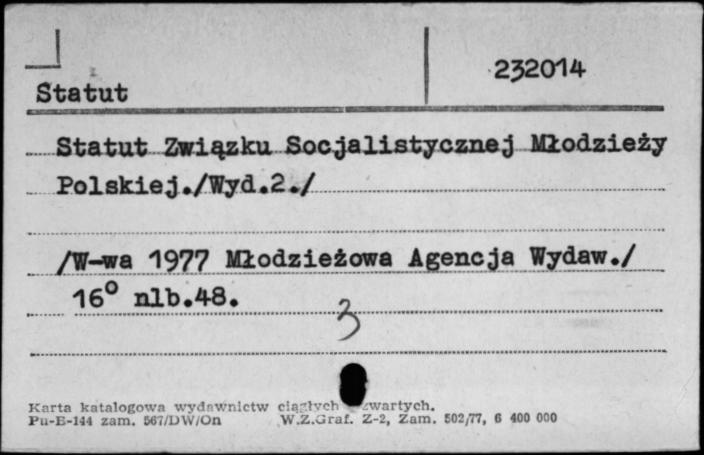 232014
Statut
Statut Związku Socjalistycznej Młodzieży
Polskiej./Wyd.2./
/W-wa 1977 Młodzieżowa Agencja Wydaw./
16° nlb.48.
3
Karta katalogowa wydawnictw ciągłych zwartych.
Pu-B-144 zam. 567/DW/On W.Z.Graf. Z-2, Zam. 502/77, 6 400 000